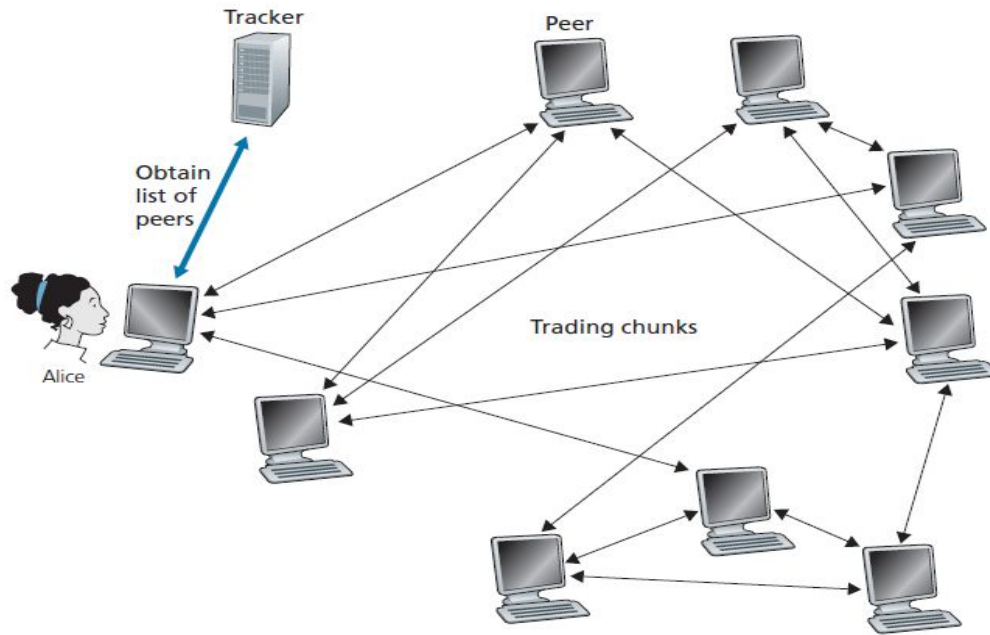 Tracker
Peer
Obtain
list of
peers
Trading chunks
Alice